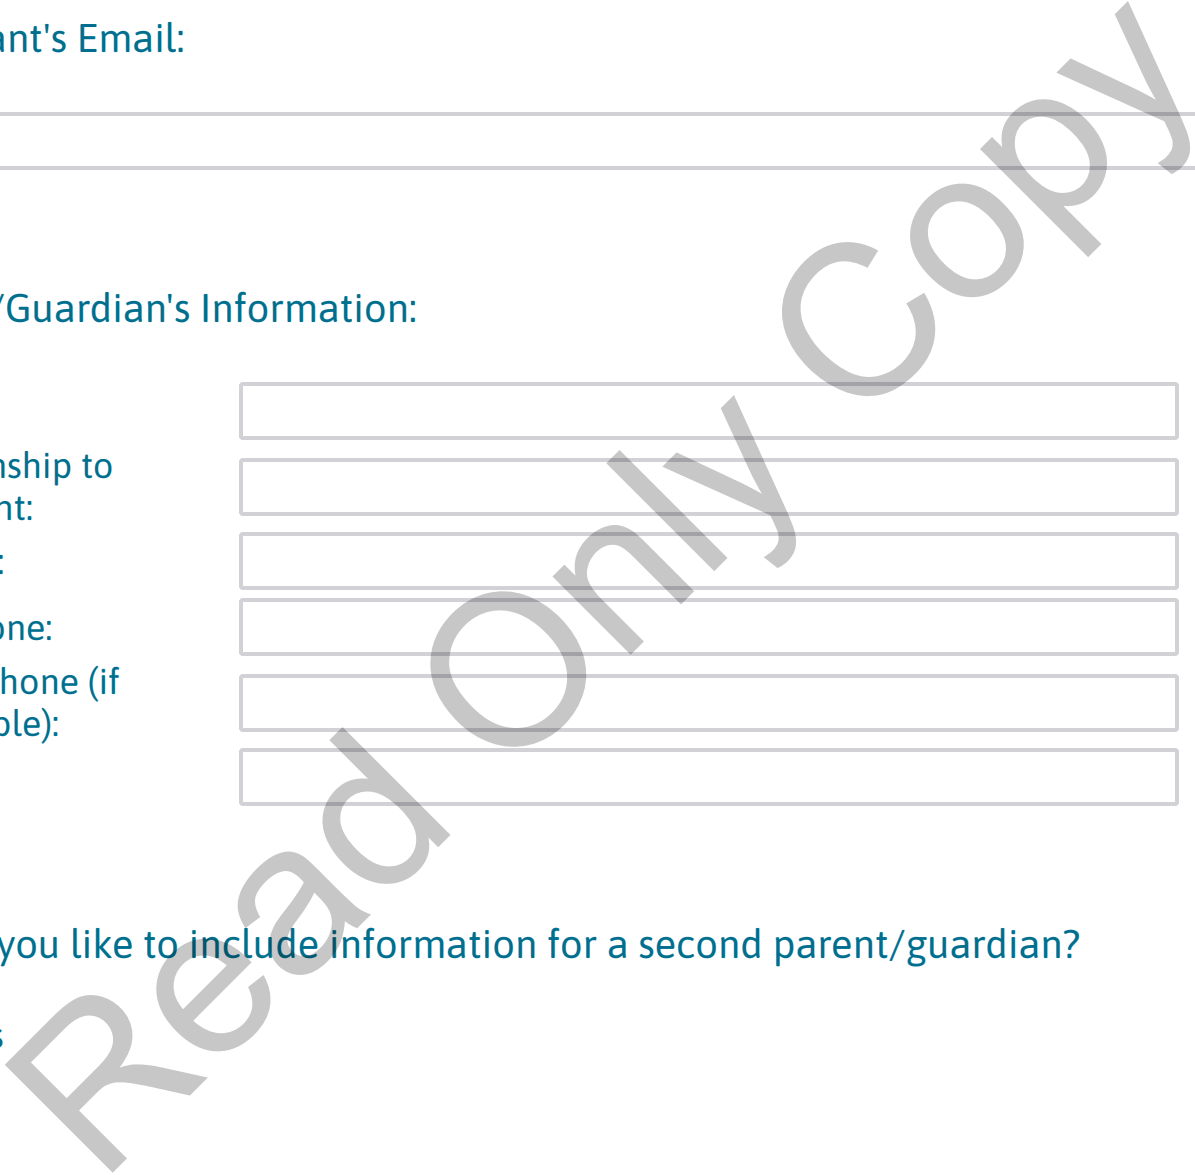 ant's Email:
/Guardian's Information:
nship to
nt:
:
one:
hone (if
ble):
you like to include information for a second parent/guardian?
s
Read Only Copy